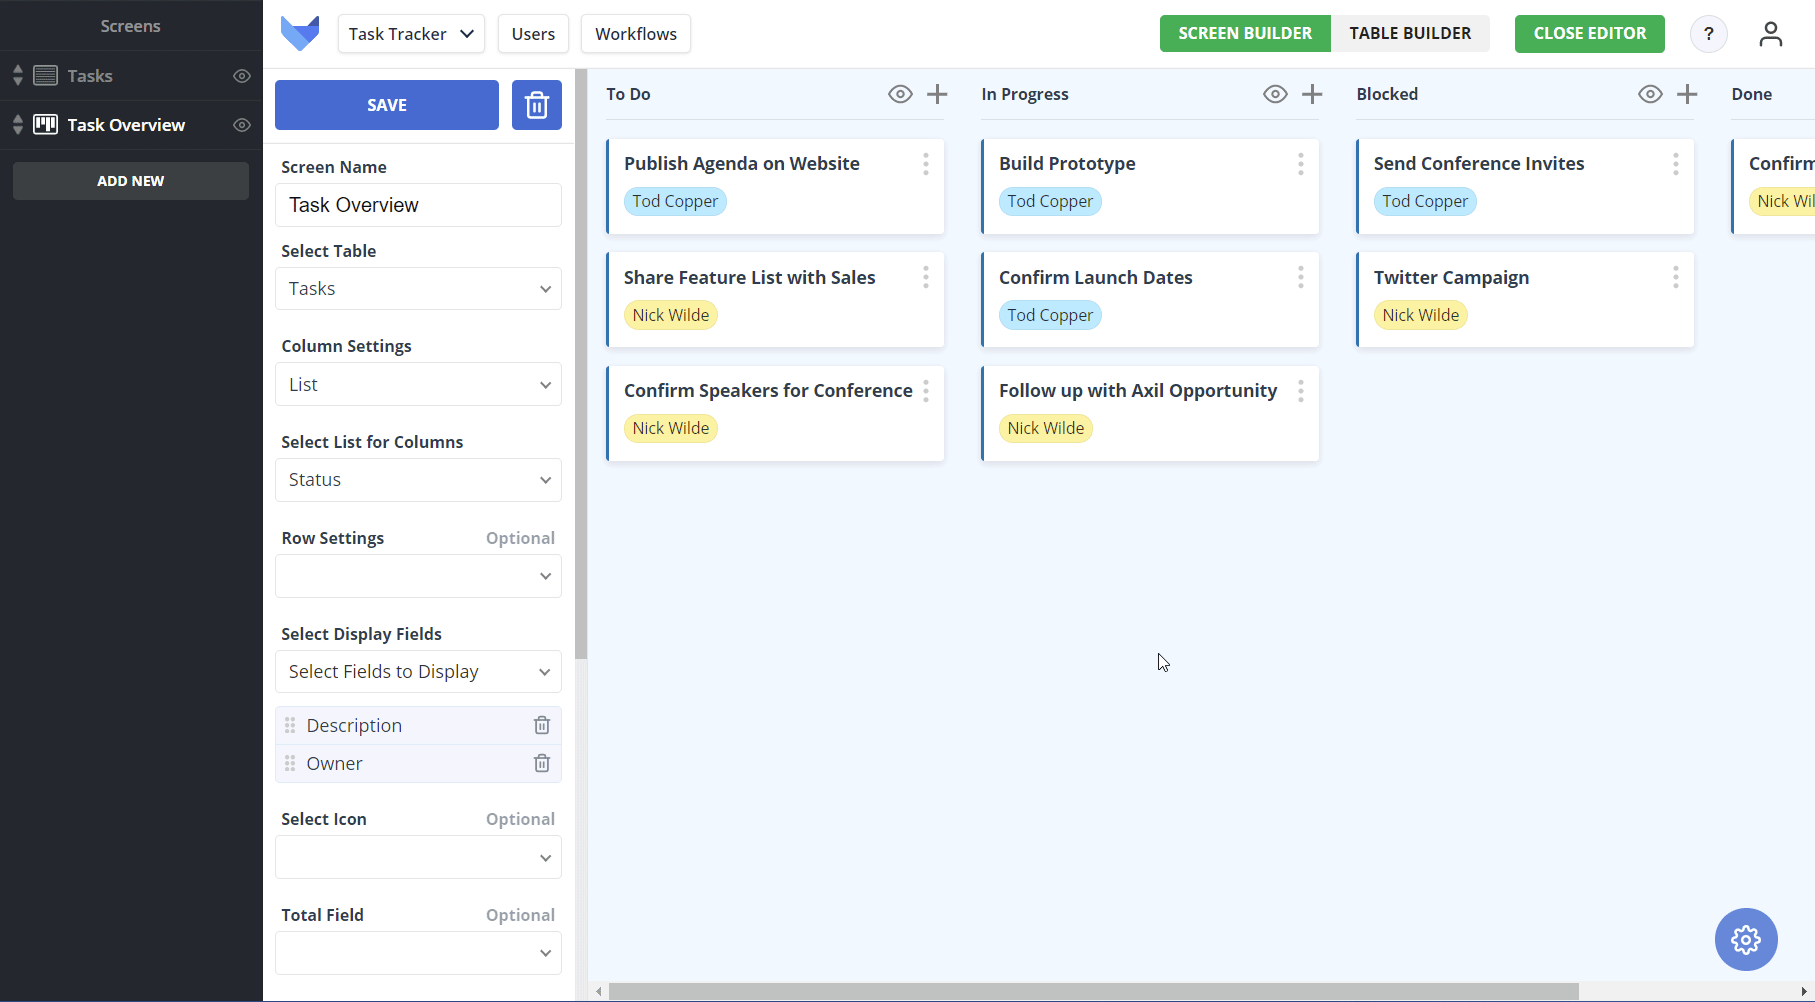 Screens
Tasks
Task Overview
ADD NEW
Task Tracker
Users
Workflows
SCREEN BUILDER
TABLE BUILDER
CLOSE EDITOR
?
SAVE
Screen Name
Task Overview
Select Table
Tasks
Column Settings
List
Select List for Columns
Status
Row Settings Optional
Select Display Fields
Select Fields to Display
Description
Owner
Select Icon Optional
Total Field Optional
To Do
Publish Agenda on Website
Tod Copper
Share Feature List with Sales
Nick Wilde
Confirm Speakers for Conference
Nick Wilde
In Progress
Build Prototype
Tod Copper
Confirm Launch Dates
Tod Copper
Follow up with Axil Opportunity
Nick Wilde
Blocked
Send Conference Invites
Tod Copper
Twitter Campaign
Nick Wilde
Done
Confirm
Nick Wil